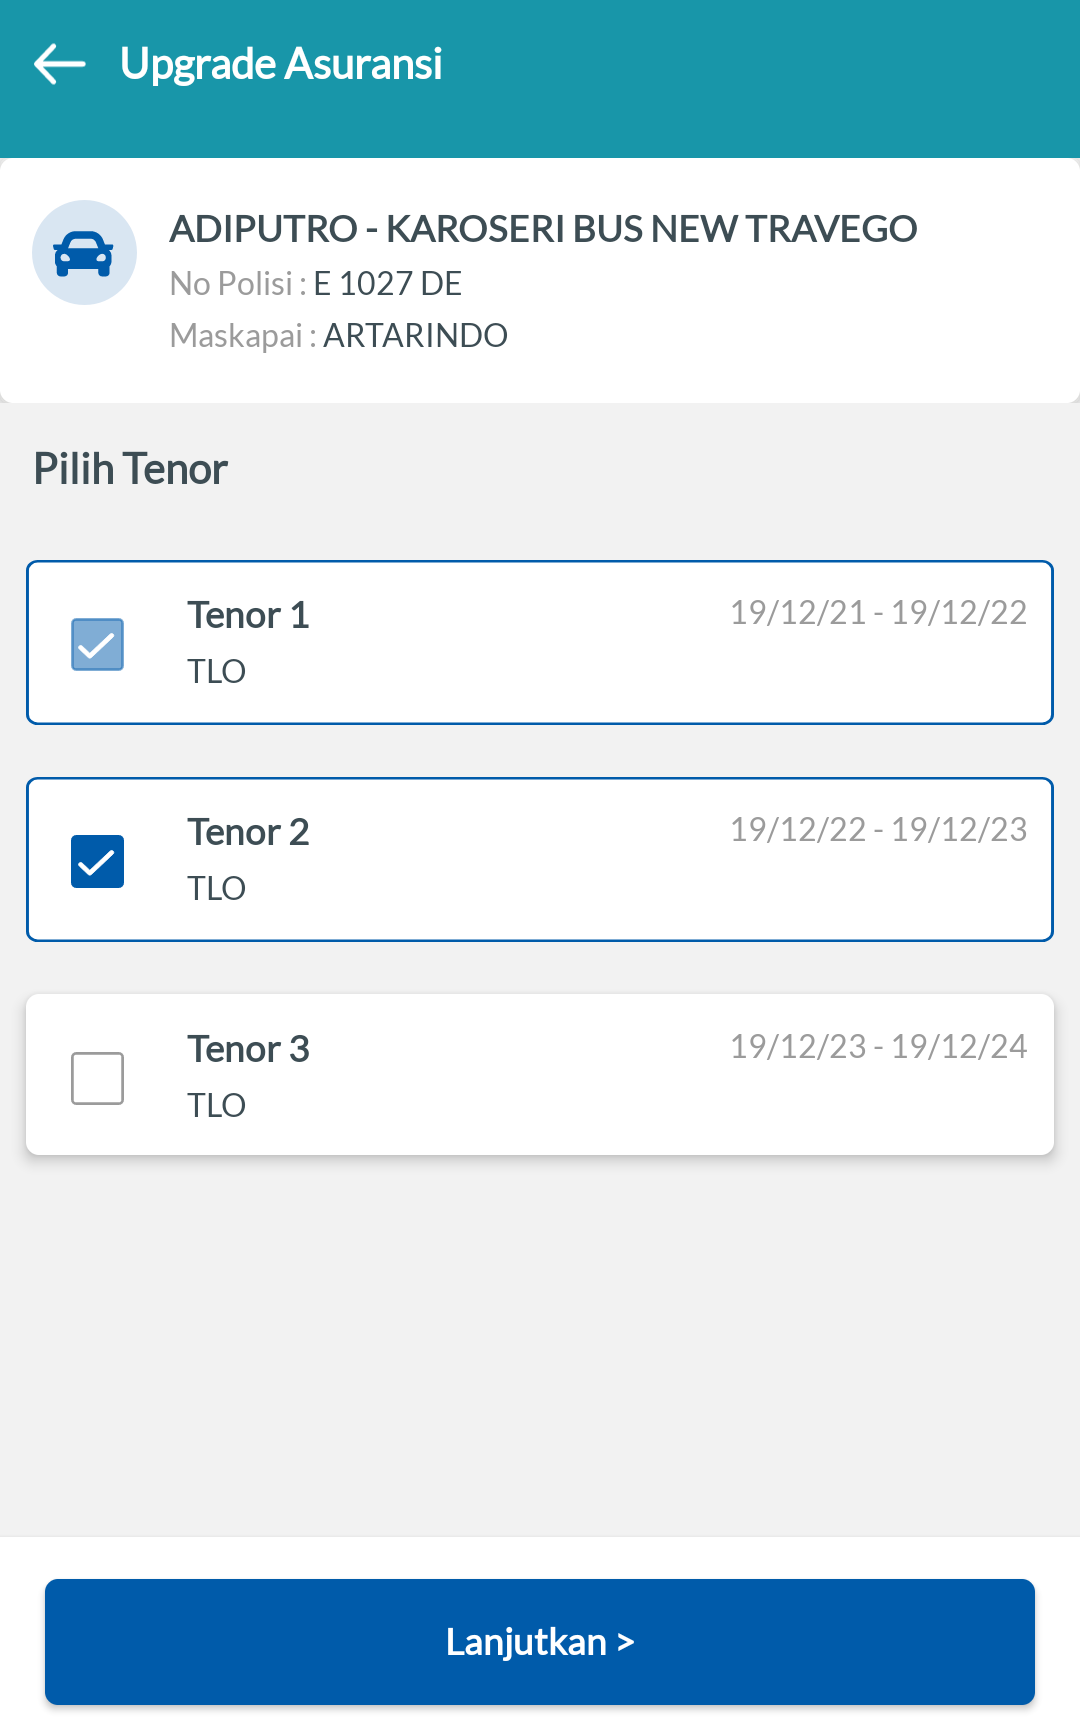 Upgrade Asuransi
ADIPUTRO - KAROSERI BUS NEW TRAVEGO
No Polisi : E 1027 DE
Maskapai : ARTARINDO
Pilih Tenor
Tenor 1 19/12/21 - 19/12/22
TLO
Tenor 2 19/12/22 - 19/12/23
TLO
Tenor 3 19/12/23 - 19/12/24
TLO
Lanjutkan >